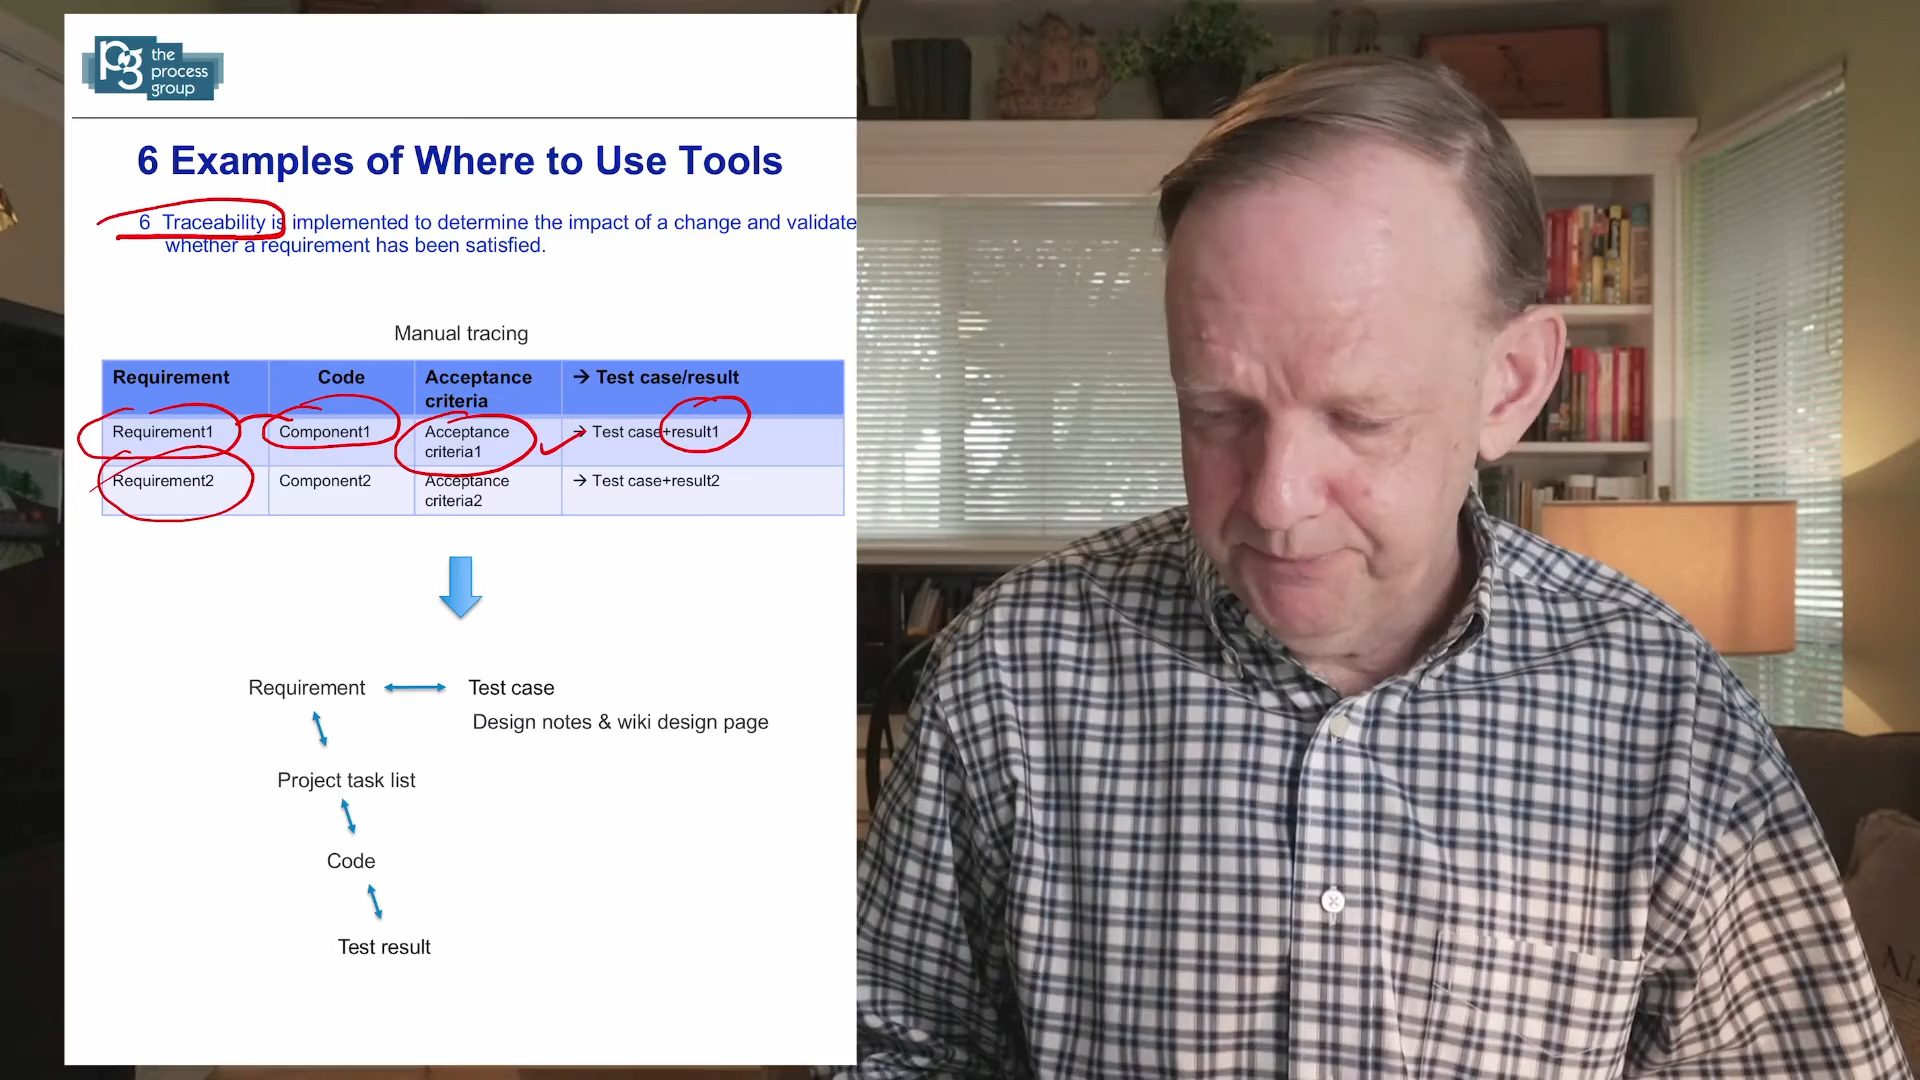 pg the
process
group
6 Examples of Where to Use Tools
6 Traceability is implemented to determine the impact of a change and validate
whether a requirement has been satisfied.
Manual tracing
Requirement Code Acceptance criteria → Test case/result
Requirement1 Component1 Acceptance criteria1 → Test case+result1
Requirement2 Component2 Acceptance criteria2 → Test case+result2
Requirement Test case
Design notes & wiki design page
Project task list
Code
Test result